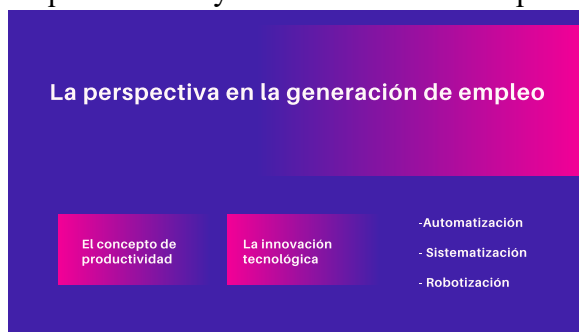 La perspectiva en la generación de empleo
El concepto de
productividad
La innovación
tecnológica
-Automatización
- Sistematización
- Robotización